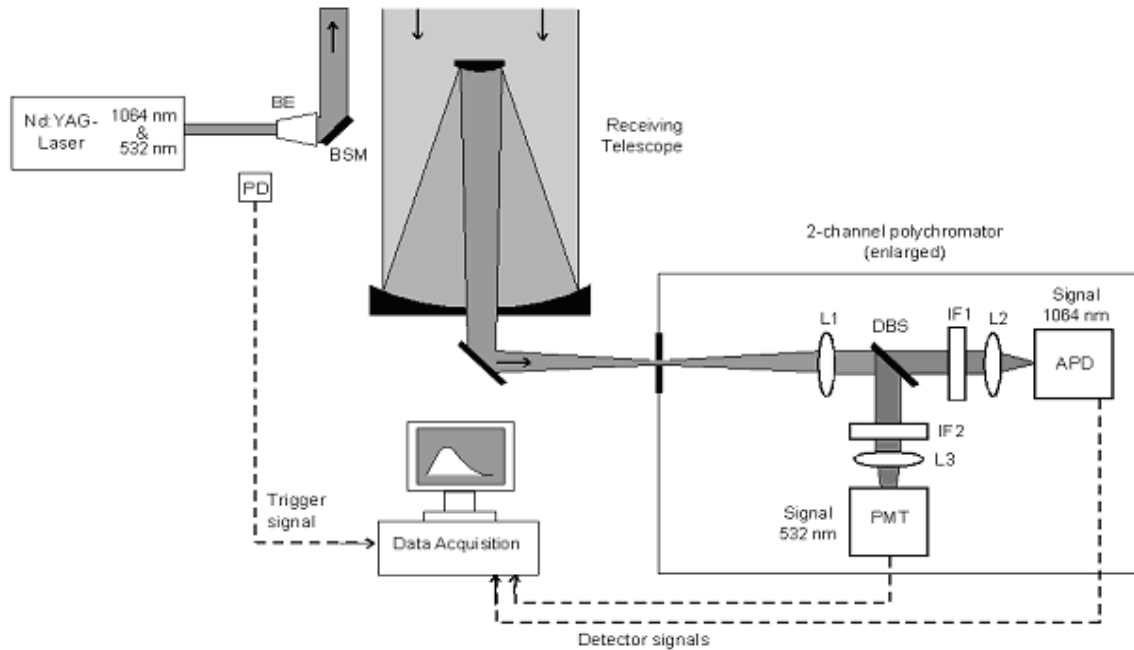 Nd:YAG-
Laser
1064 nm
&
532 nm
BE
BSM
PD
Receiving
Telescope
2-channel polychromator
(enlarged)
L1
DBS
IF1
L2
Signal
1064 nm
APD
IF2
L3
Signal
532 nm
PMT
Trigger
signal
Data Acquisition
Detector signals